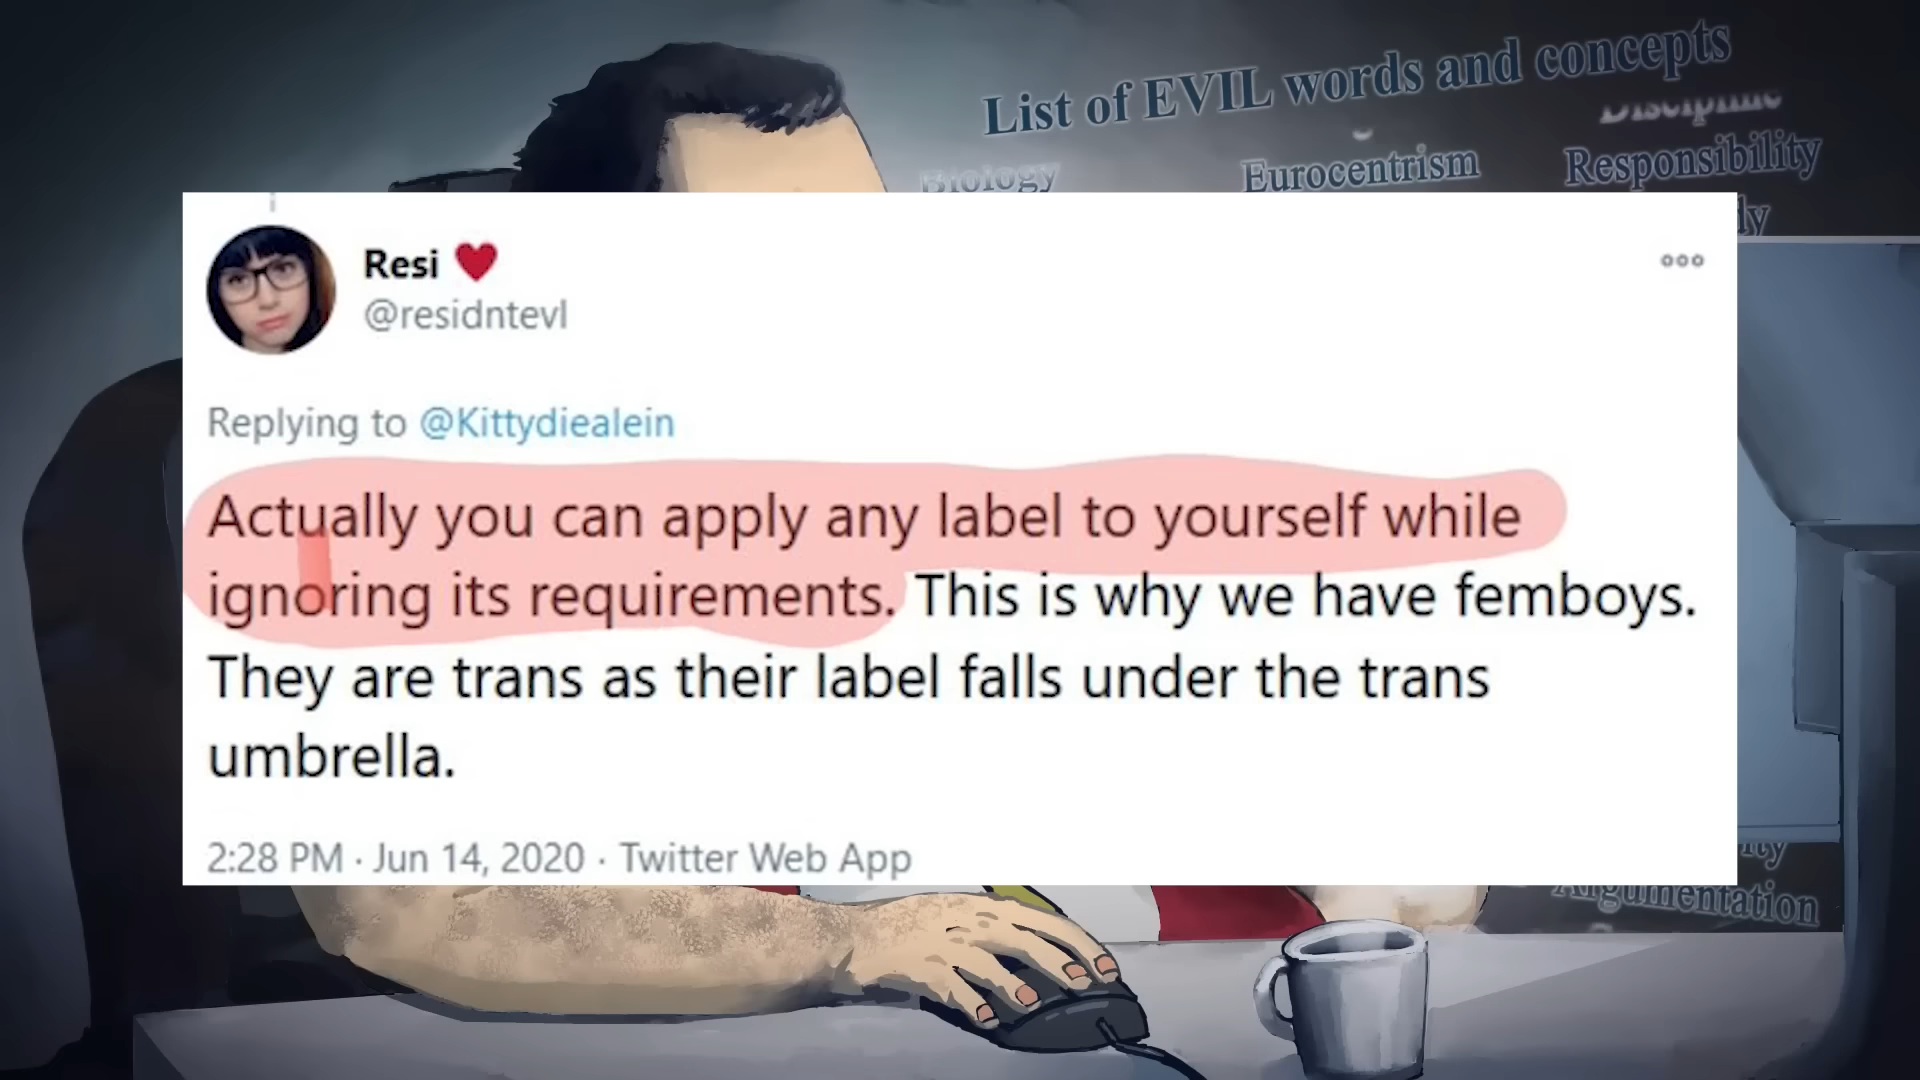 List of EVIL words and concepts
Discipline
Biology
Eurocentrism
Responsibility
Resi
@residntevl
Replying to @Kittydiealein
Actually you can apply any label to yourself while
ignoring its requirements. This is why we have femboys.
They are trans as their label falls under the trans
umbrella.
2:28 PM · Jun 14, 2020 · Twitter Web App
Argumentation